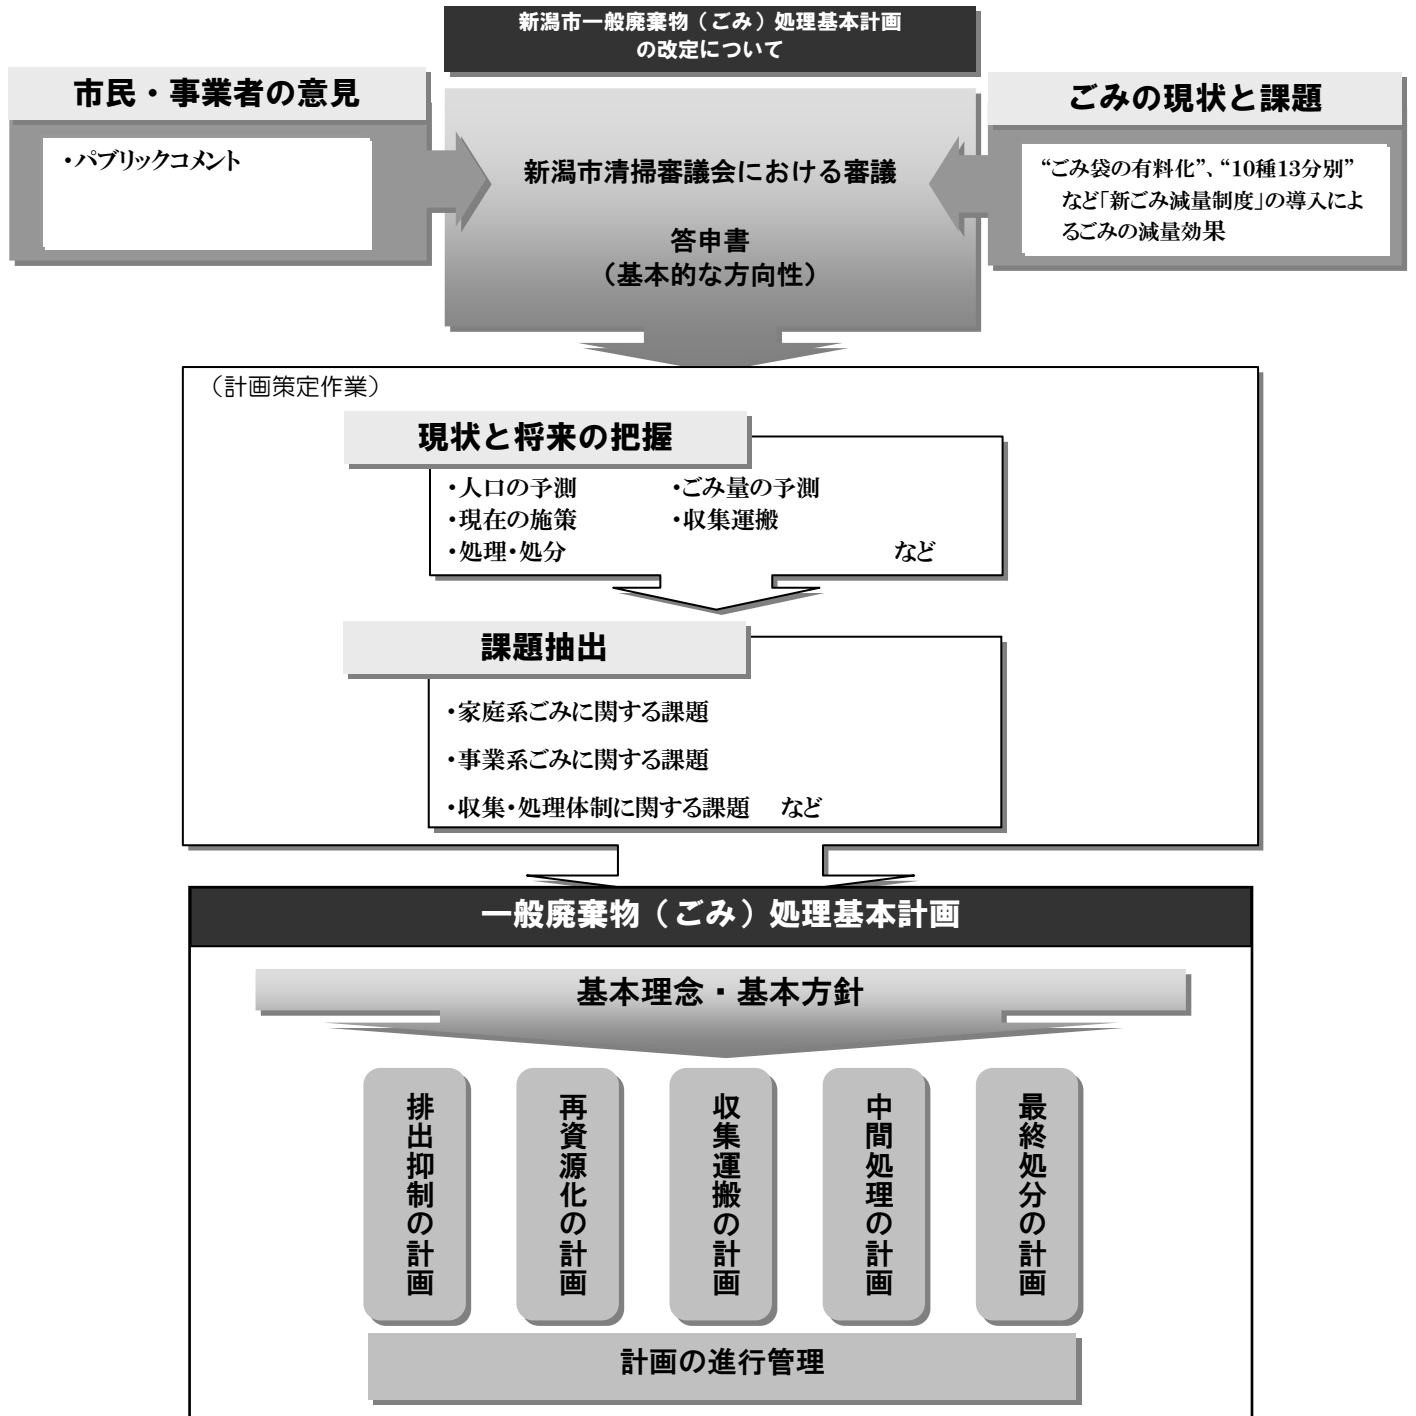 新潟市一般廃棄物（ごみ）処理基本計画
の改定について
市民・事業者の意見
・パブリックコメント
新潟市清掃審議会における審議
答申書
（基本的な方向性）
ごみの現状と課題
“ごみ袋の有料化”、“10種13分別”
など「新ごみ減量制度」の導入によ
るごみの減量効果
（計画策定作業）
現状と将来の把握
・人口の予測 ・ごみ量の予測
・現在の施策 ・収集運搬
・処理・処分 など
課題抽出
・家庭系ごみに関する課題
・事業系ごみに関する課題
・収集・処理体制に関する課題 など
一般廃棄物（ごみ）処理基本計画
基本理念・基本方針
排出抑制の計画
再資源化の計画
収集運搬の計画
中間処理の計画
最終処分の計画
計画の進行管理